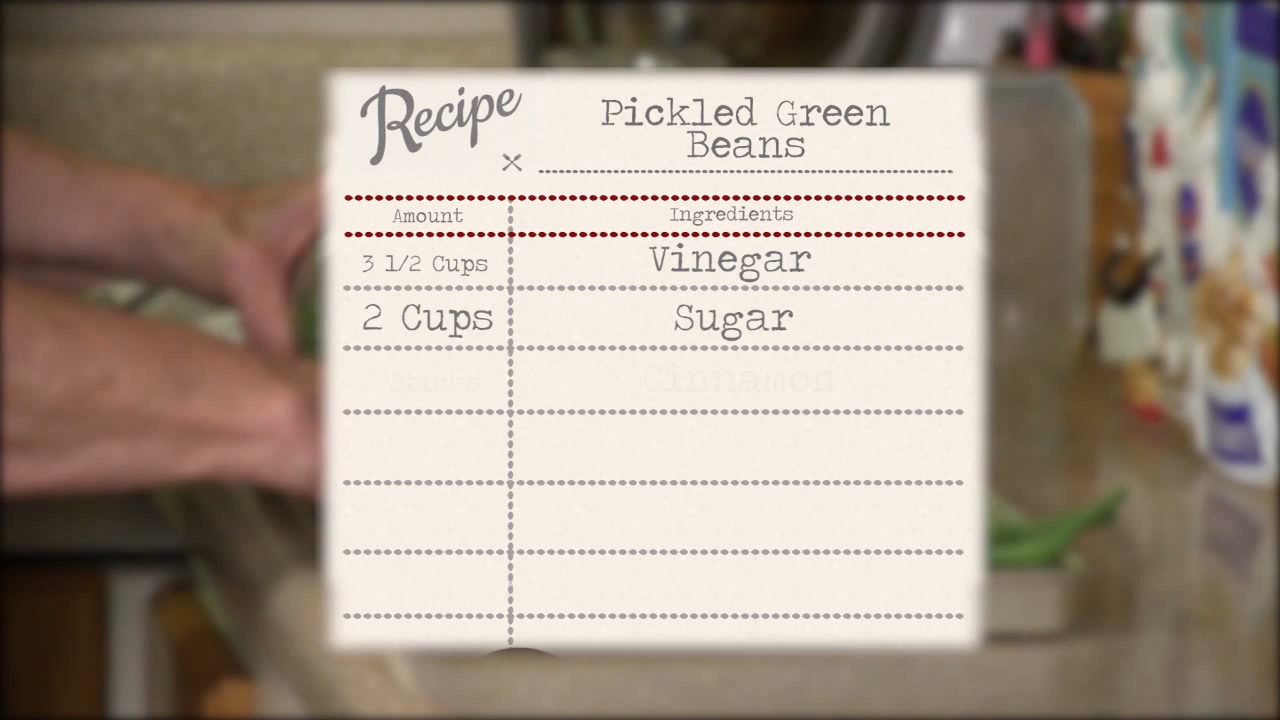 Recipe
Pickled Green
Beans
Amount Ingredients
3 1/2 Cups Vinegar
2 Cups Sugar
Sticks Cinnamon